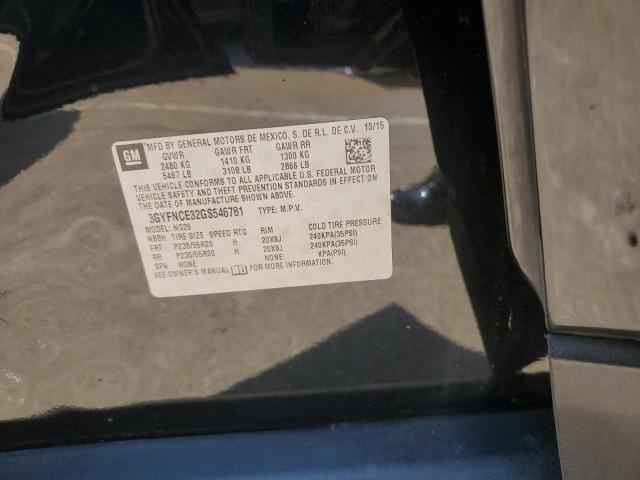 GM
MFD BY GENERAL MOTORS DE MEXICO, S. DE R.L. DE C.V. 10/15
GVWR GAWR FRT GAWR RR
2480 KG 1410 KG 1300 KG
5467 LB 3108 LB 2866 LB
THIS VEHICLE CONFORMS TO ALL APPLICABLE U.S. FEDERAL MOTOR
VEHICLE SAFETY AND THEFT PREVENTION STANDARDS IN EFFECT ON
THE DATE OF MANUFACTURE SHOWN ABOVE.
3GYFNCE32GS546781 TYPE: M.P.V.
MODEL: NG26
NBBH TIRE SIZE SPEED RTG RIM COLD TIRE PRESSURE
FRT P235/55R20 H 20X8J 240KPA(35PSI)
RR P235/55R20 H 20X8J 240KPA(35PSI)
SPA NONE NONE KPA(PSI)
SEE OWNER'S MANUAL FOR MORE INFORMATION.